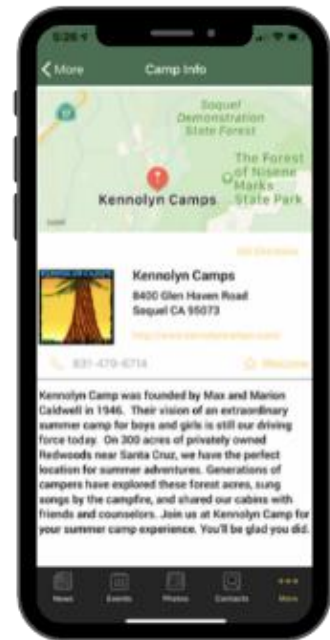 5:26
More
Camp Info
Soquel
Demonstration
State Forest
The Forest
of Nisene
Marks
State Park
Kennolyn Camps
Legal
Get Directions
Kennolyn Camps
8400 Glen Haven Road
Soquel CA 95073
831-479-6714
Welcome
Kennolyn Camp was founded by Max and Marion
Caldwell in 1946. Their vision of an extraordinary
summer camp for boys and girls is still our driving
force today. On 300 acres of privately owned
Redwoods near Santa Cruz, we have the perfect
location for summer adventures. Generations of
campers have explored these forest acres, sung
songs by the campfire, and shared our cabins with
friends and counselors. Join us at Kennolyn Camp for
your summer camp experience. You'll be glad you did.
News
Events
Photos
Contacts
More